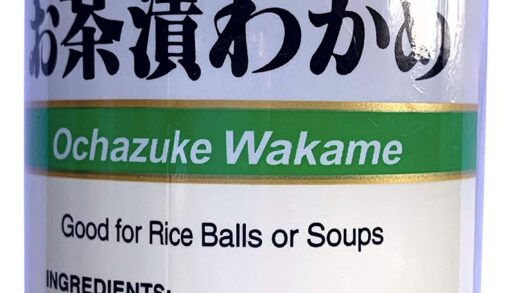 お茶漬わかめ
Ochazuke Wakame
Good for Rice Balls or Soups
INGREDIENTS: